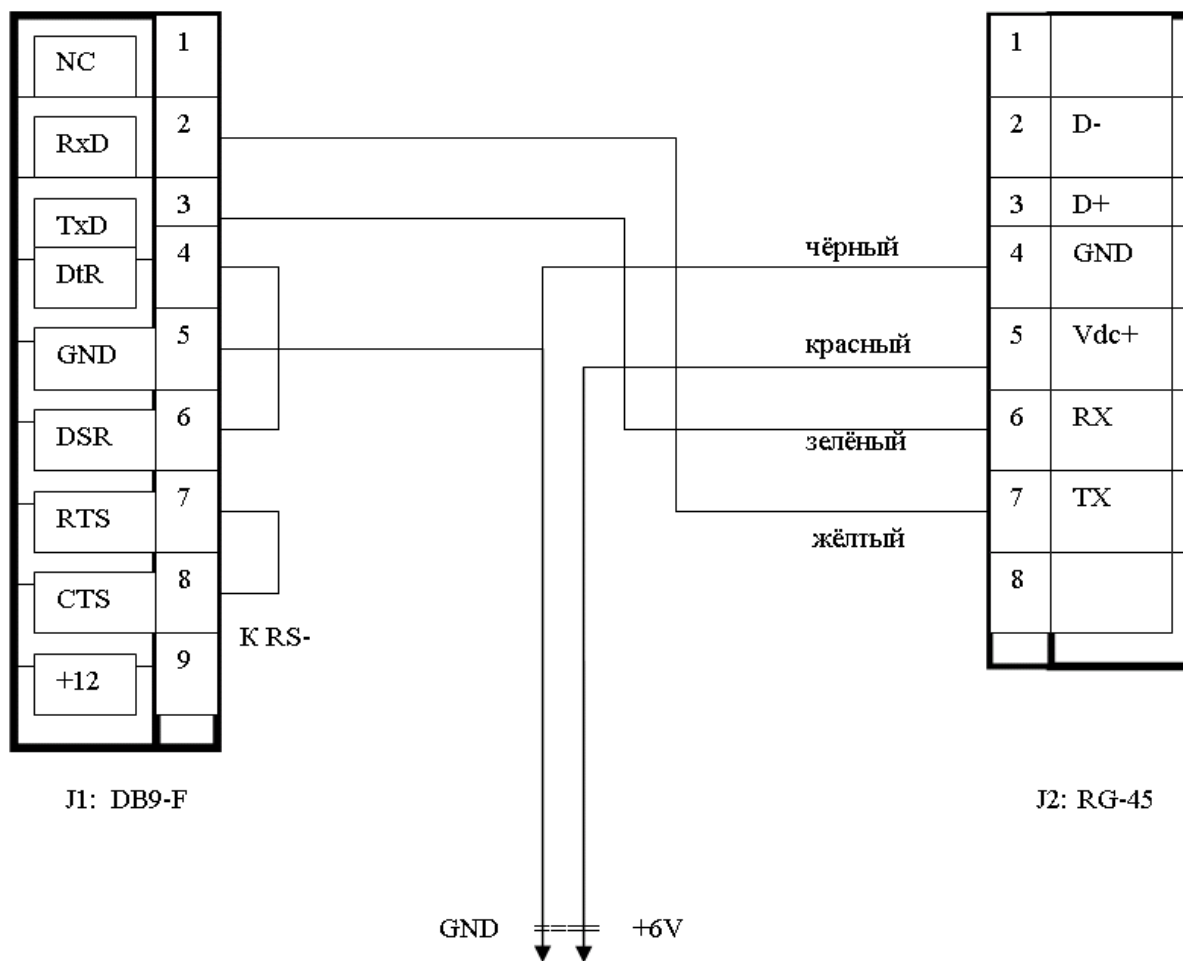 NC 1
RxD 2
TxD 3
DtR 4
GND 5
DSR 6
RTS 7
CTS 8
+12 9
К RS-
J1: DB9-F
чёрный
красный
зелёный
жёлтый
1
2 D-
3 D+
4 GND
5 Vdc+
6 RX
7 TX
8
J2: RG-45
GND ==== +6V